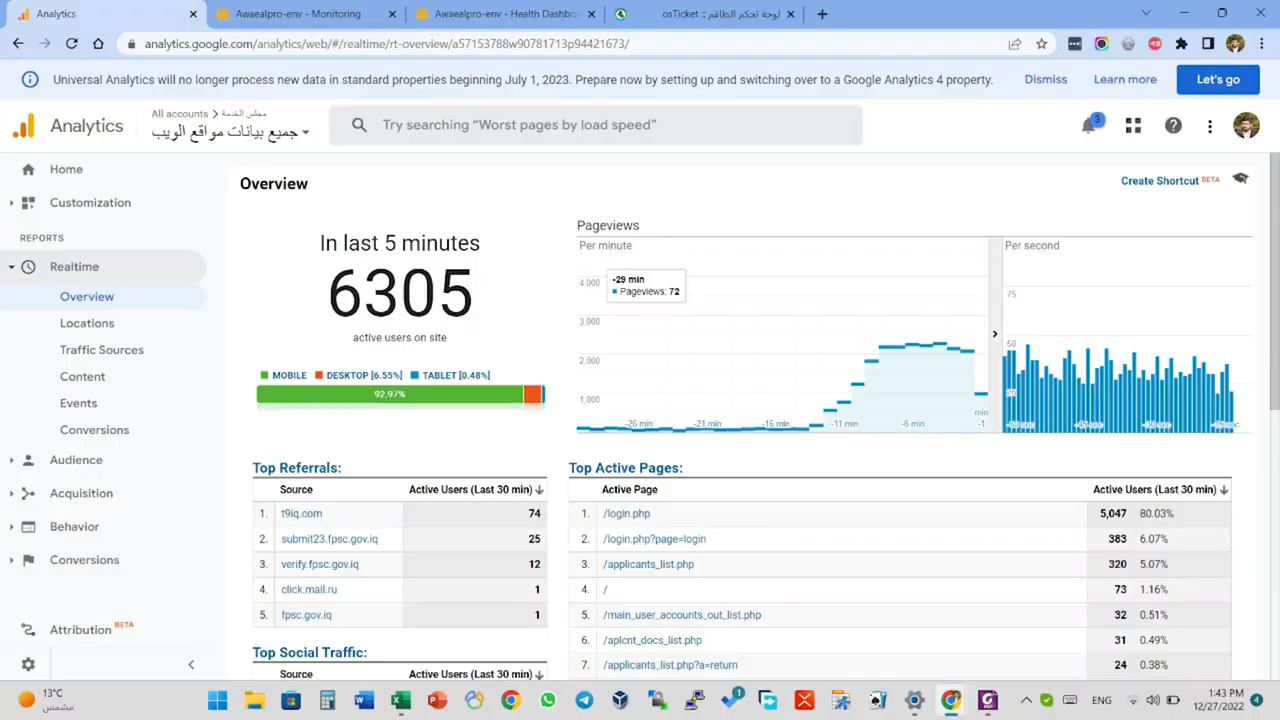 Analytics
Awaealpro-env - Monitoring
Awaealpro-env - Health Dashbo
osTicket :: لوحة تحكم الطاقم
analytics.google.com/analytics/web/#/realtime/rt-overview/a57153788w90781713p94421673/
Universal Analytics will no longer process new data in standard properties beginning July 1, 2023. Prepare now by setting up and switching over to a Google Analytics 4 property.
Dismiss
Learn more
Let's go
Analytics
All accounts > مجلس الخدمة
جميع بيانات مواقع الويب
Try searching “Worst pages by load speed”
3
Home
Customization
REPORTS
Realtime
Overview
Locations
Traffic Sources
Content
Events
Conversions
Audience
Acquisition
Behavior
Conversions
Attribution BETA
Overview
Create Shortcut BETA
In last 5 minutes
6305
active users on site
MOBILE DESKTOP [6.55%] TABLET [0.48%]
92.97%
Pageviews
Per minute
4,000
3,000
2,000
1,000
-29 min
Pageviews: 72
-26 min -21 min -16 min -11 min -6 min
min
-1
Per second
75
50
Top Referrals:
Source Active Users (Last 30 min)
1. t9iq.com 74
2. submit23.fpsc.gov.iq 25
3. verify.fpsc.gov.iq 12
4. click.mail.ru 1
5. fpsc.gov.iq 1
Top Social Traffic:
Source Active Users (Last 30 min)
Top Active Pages:
Active Page Active Users (Last 30 min)
1. /login.php 5,047 80.03%
2. /login.php?page=login 383 6.07%
3. /applicants_list.php 320 5.07%
4. / 73 1.16%
5. /main_user_accounts_out_list.php 32 0.51%
6. /aplcnt_docs_list.php 31 0.49%
7. /applicants_list.php?a=return 24 0.38%
13°C
مشمس
1
ENG
1:43 PM
12/27/2022
4